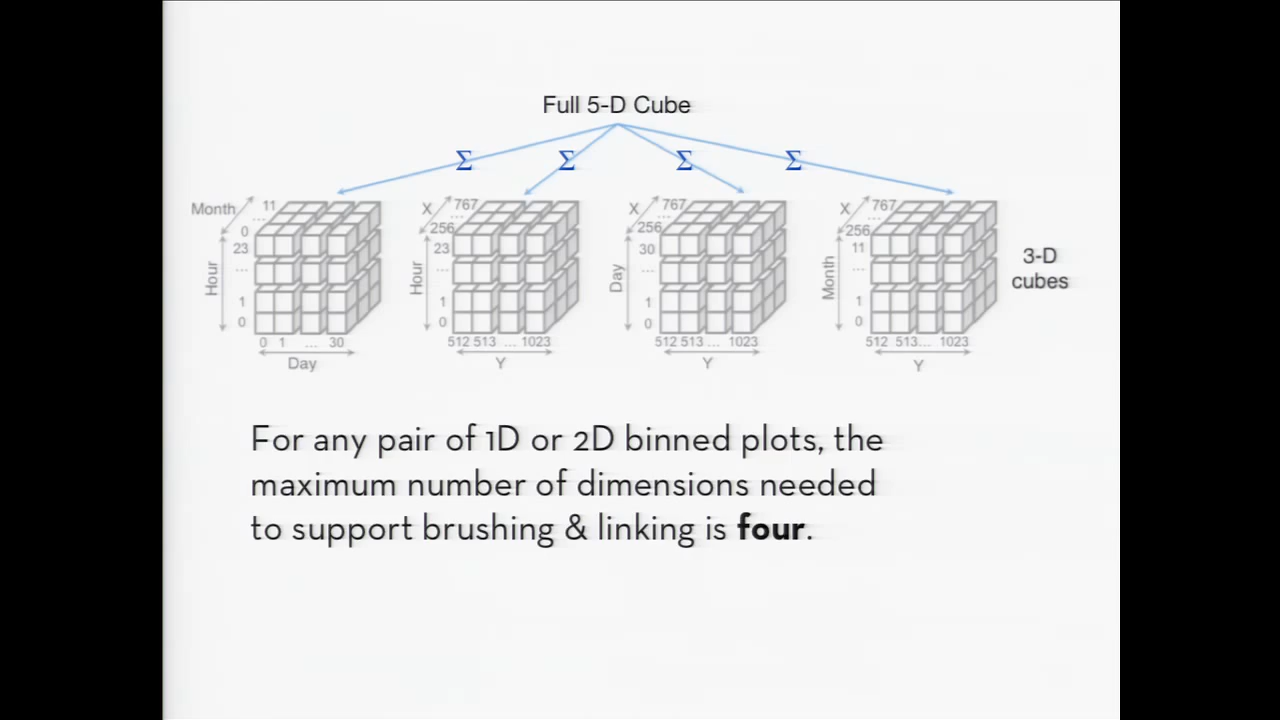 Full 5-D Cube
Σ Σ Σ Σ
Month 11 ... 0
Hour 23 ... 1 0
0 1 ... 30
Day
X 767 ... 256
Hour 23 ... 1 0
512 513 ... 1023
Y
X 767 ... 256
Day 30 ... 1 0
512 513 ... 1023
Y
X 767 ... 256
Month 11 ... 1 0
512 513... 1023
Y
3-D
cubes
For any pair of 1D or 2D binned plots, the
maximum number of dimensions needed
to support brushing & linking is four.